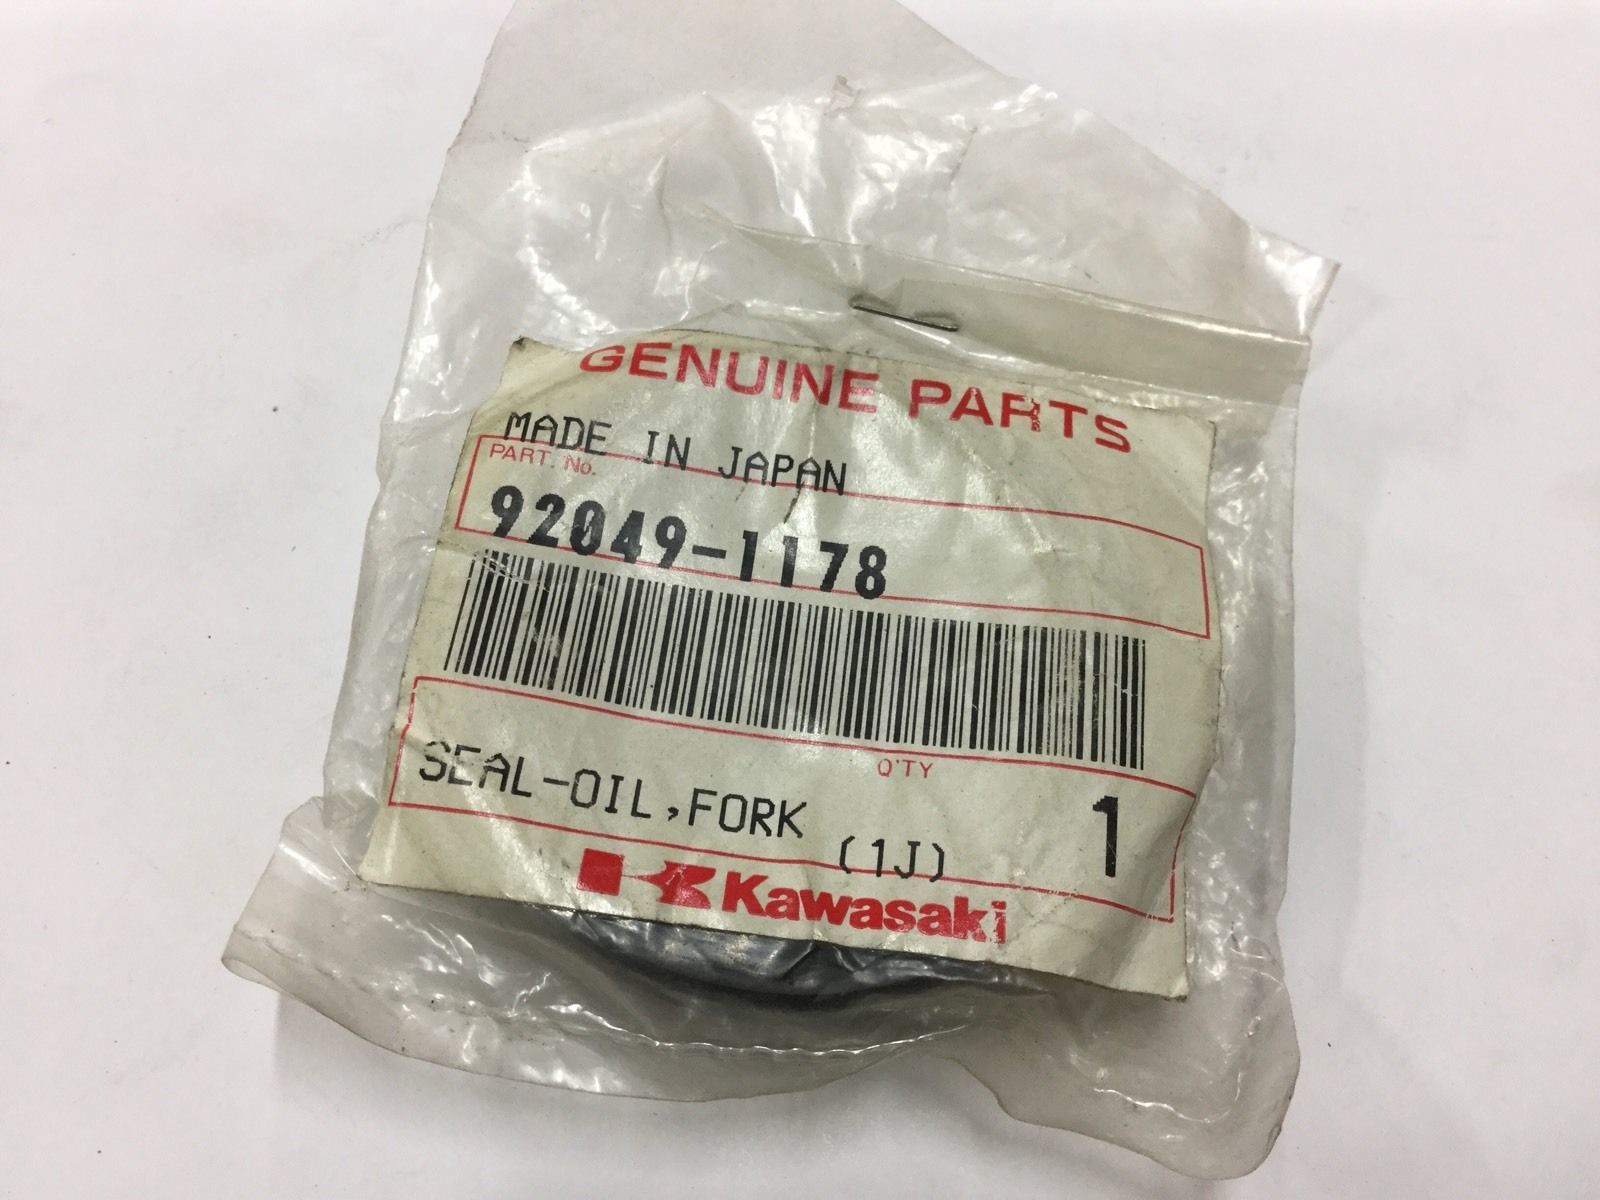 GENUINE PARTS
MADE IN JAPAN
PART. No.
92049-1178
Q'TY
SEAL-OIL,FORK
1
(1J)
Kawasaki